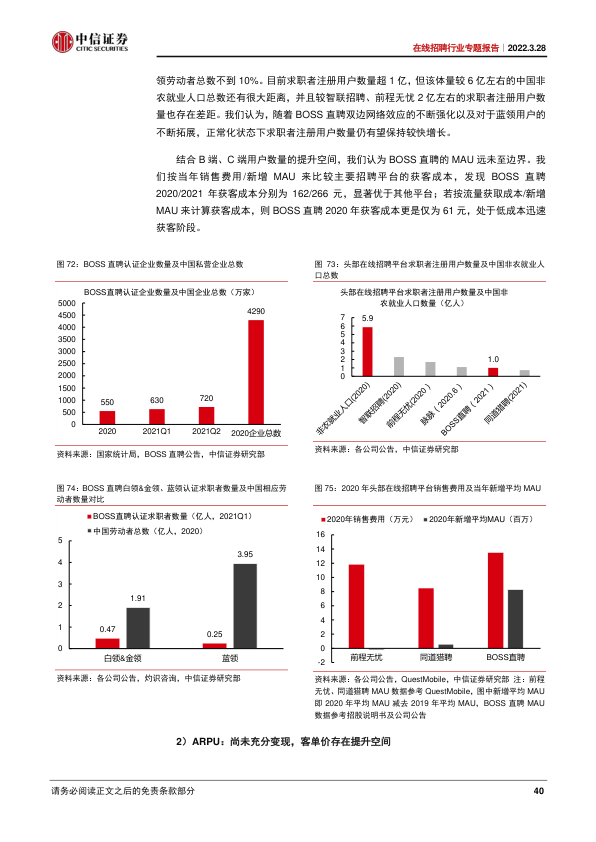 中信证券
CITIC SECURITIES
在线招聘行业专题报告｜2022.3.28
领劳动者总数不到 10%。目前求职者注册用户数量超 1 亿，但该体量较 6 亿左右的中国非
农就业人口总数还有很大距离，并且较智联招聘、前程无忧 2 亿左右的求职者注册用户数
量也存在差距。我们认为，随着 BOSS 直聘双边网络效应的不断强化以及对于蓝领用户的
不断拓展，正常化状态下求职者注册用户数量仍有望保持较快增长。
结合 B 端、C 端用户数量的提升空间，我们认为 BOSS 直聘的 MAU 远未至边界。我
们按当年销售费用/新增 MAU 来比较主要招聘平台的获客成本，发现 BOSS 直聘
2020/2021 年获客成本分别为 162/266 元，显著优于其他平台；若按流量获取成本/新增
MAU 来计算获客成本，则 BOSS 直聘 2020 年获客成本更是仅为 61 元，处于低成本迅速
获客阶段。
图 72：BOSS 直聘认证企业数量及中国私营企业总数
BOSS直聘认证企业数量及中国企业总数（万家）
5000
4500
4000
3500
3000
2500
2000
1500
1000
500
0
550
630
720
4290
2020
2021Q1
2021Q2
2020企业总数
资料来源：国家统计局，BOSS 直聘公告，中信证券研究部
图 73：头部在线招聘平台求职者注册用户数量及中国非农就业人
口总数
头部在线招聘平台求职者注册用户数量及中国非
农就业人口数量（亿人）
7
6
5
4
3
2
1
0
5.9
1.0
非农就业人口(2020)
智联招聘(2020)
前程无忧(2020 )
脉脉（2020.8 )
BOSS直聘（2021 )
同道猎聘(2021)
资料来源：各公司公告，中信证券研究部
图 74：BOSS 直聘白领&金领、蓝领认证求职者数量及中国相应劳
动者数量对比
BOSS直聘认证求职者数量（亿人，2021Q1）
中国劳动者总数（亿人，2020）
5
4
3
2
1
0
0.47
1.91
0.25
3.95
白领&金领
蓝领
资料来源：各公司公告，灼识咨询，中信证券研究部
图 75：2020 年头部在线招聘平台销售费用及当年新增平均 MAU
2020年销售费用（万元）
2020年新增平均MAU（百万）
16
14
12
10
8
6
4
2
0
-2
前程无忧
同道猎聘
BOSS直聘
资料来源：各公司公告，QuestMobile，中信证券研究部 注：前程
无忧、同道猎聘 MAU 数据参考 QuestMobile，图中新增平均 MAU
即 2020 年平均 MAU 减去 2019 年平均 MAU，BOSS 直聘 MAU
数据参考招股说明书及公司公告
2）ARPU：尚未充分变现，客单价存在提升空间
请务必阅读正文之后的免责条款部分
40